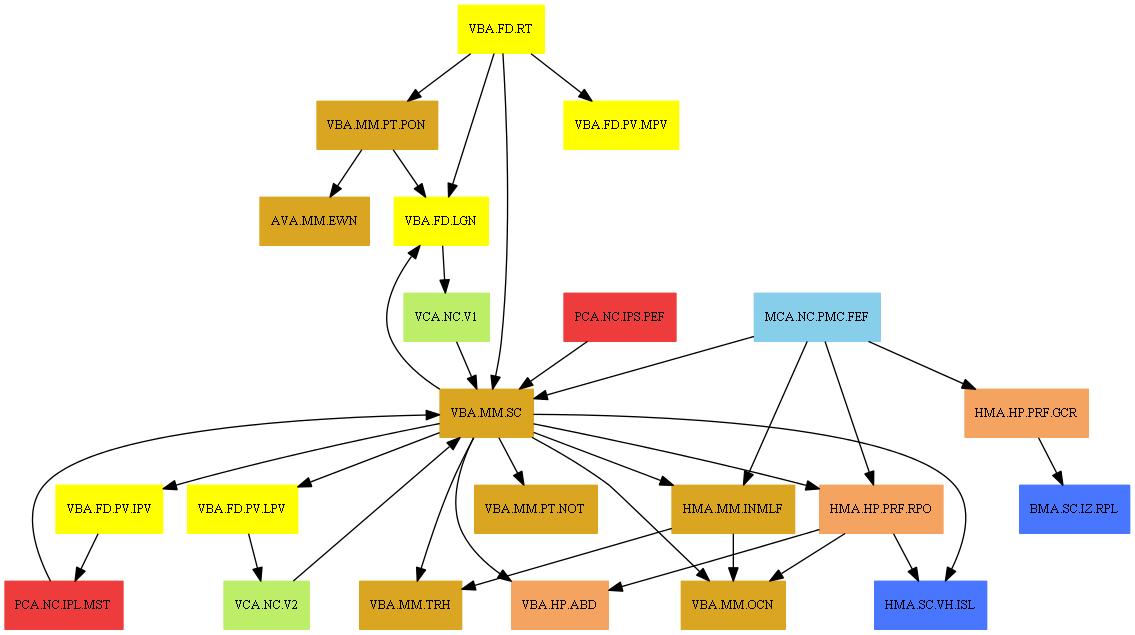 VBA.FD.RT
VBA.MM.PT.PON
VBA.FD.PV.MPV
AVA.MM.EWN
VBA.FD.LGN
VCA.NC.V1
PCA.NC.IPS.PEF
MCA.NC.PMC.FEF
VBA.MM.SC
HMA.HP.PRF.GCR
VBA.FD.PV.IPV
VBA.FD.PV.LPV
VBA.MM.PT.NOT
HMA.MM.INMLF
HMA.HP.PRF.RPO
BMA.SC.IZ.RPL
PCA.NC.IPL.MST
VCA.NC.V2
VBA.MM.TRH
VBA.HP.ABD
VBA.MM.OCN
HMA.SC.VH.ISL